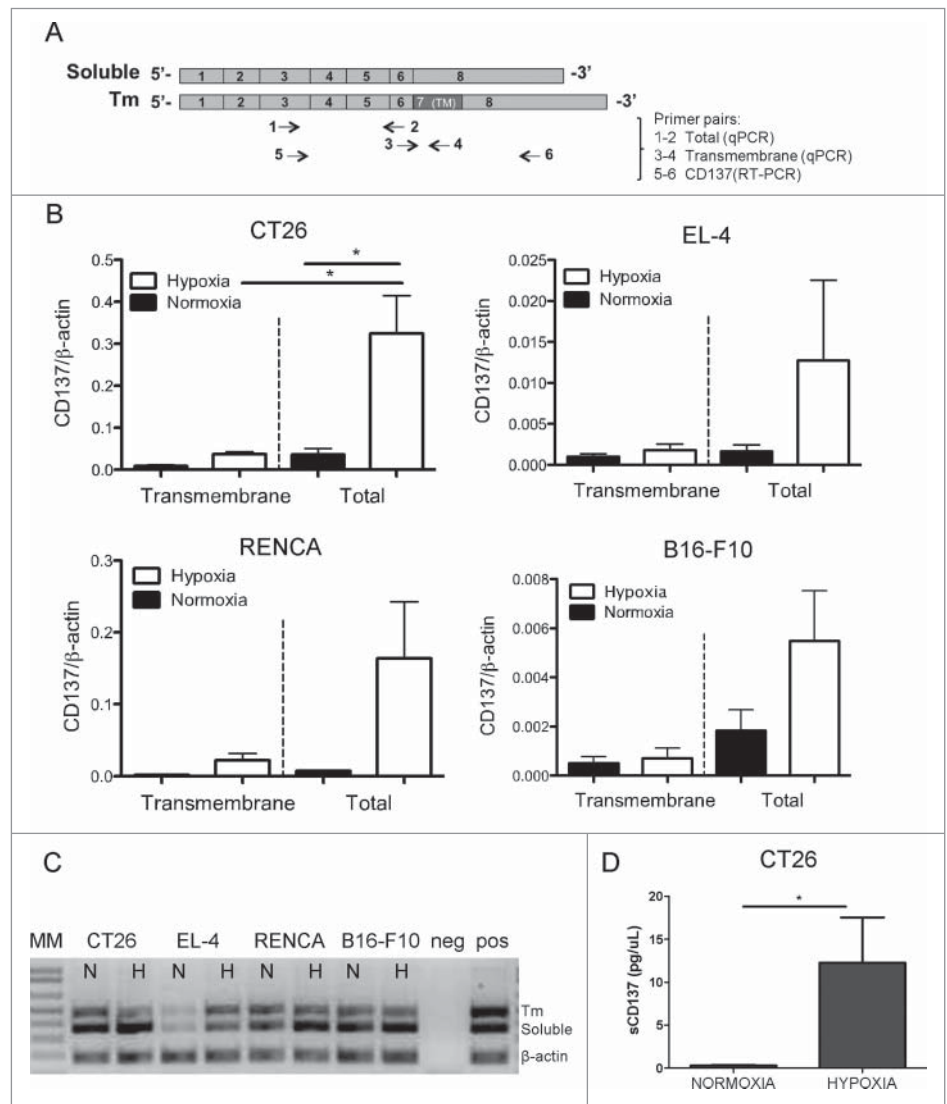 A
Soluble 5'- 1 2 3 4 5 6 8 -3'
Tm 5'- 1 2 3 4 5 6 7 (TM) 8 -3'
1 2
3 4
5 6
Primer pairs:
1-2 Total (qPCR)
3-4 Transmembrane (qPCR)
5-6 CD137(RT-PCR)
B
CT26
CD137/β-actin
0.5
0.4
0.3
0.2
0.1
0.0
Hypoxia
Normoxia
*
*
Transmembrane Total
EL-4
CD137/β-actin
0.025
0.020
0.015
0.010
0.005
0.000
Hypoxia
Normoxia
Transmembrane Total
RENCA
CD137/β-actin
0.3
0.2
0.1
0.0
Hypoxia
Normoxia
Transmembrane Total
B16-F10
CD137/β-actin
0.008
0.006
0.004
0.002
0.000
Hypoxia
Normoxia
Transmembrane Total
C
MM CT26 EL-4 RENCA B16-F10 neg pos
N H N H N H N H
Tm
Soluble
β-actin
D
CT26
sCD137 (pg/uL)
20
15
10
5
0
*
NORMOXIA HYPOXIA